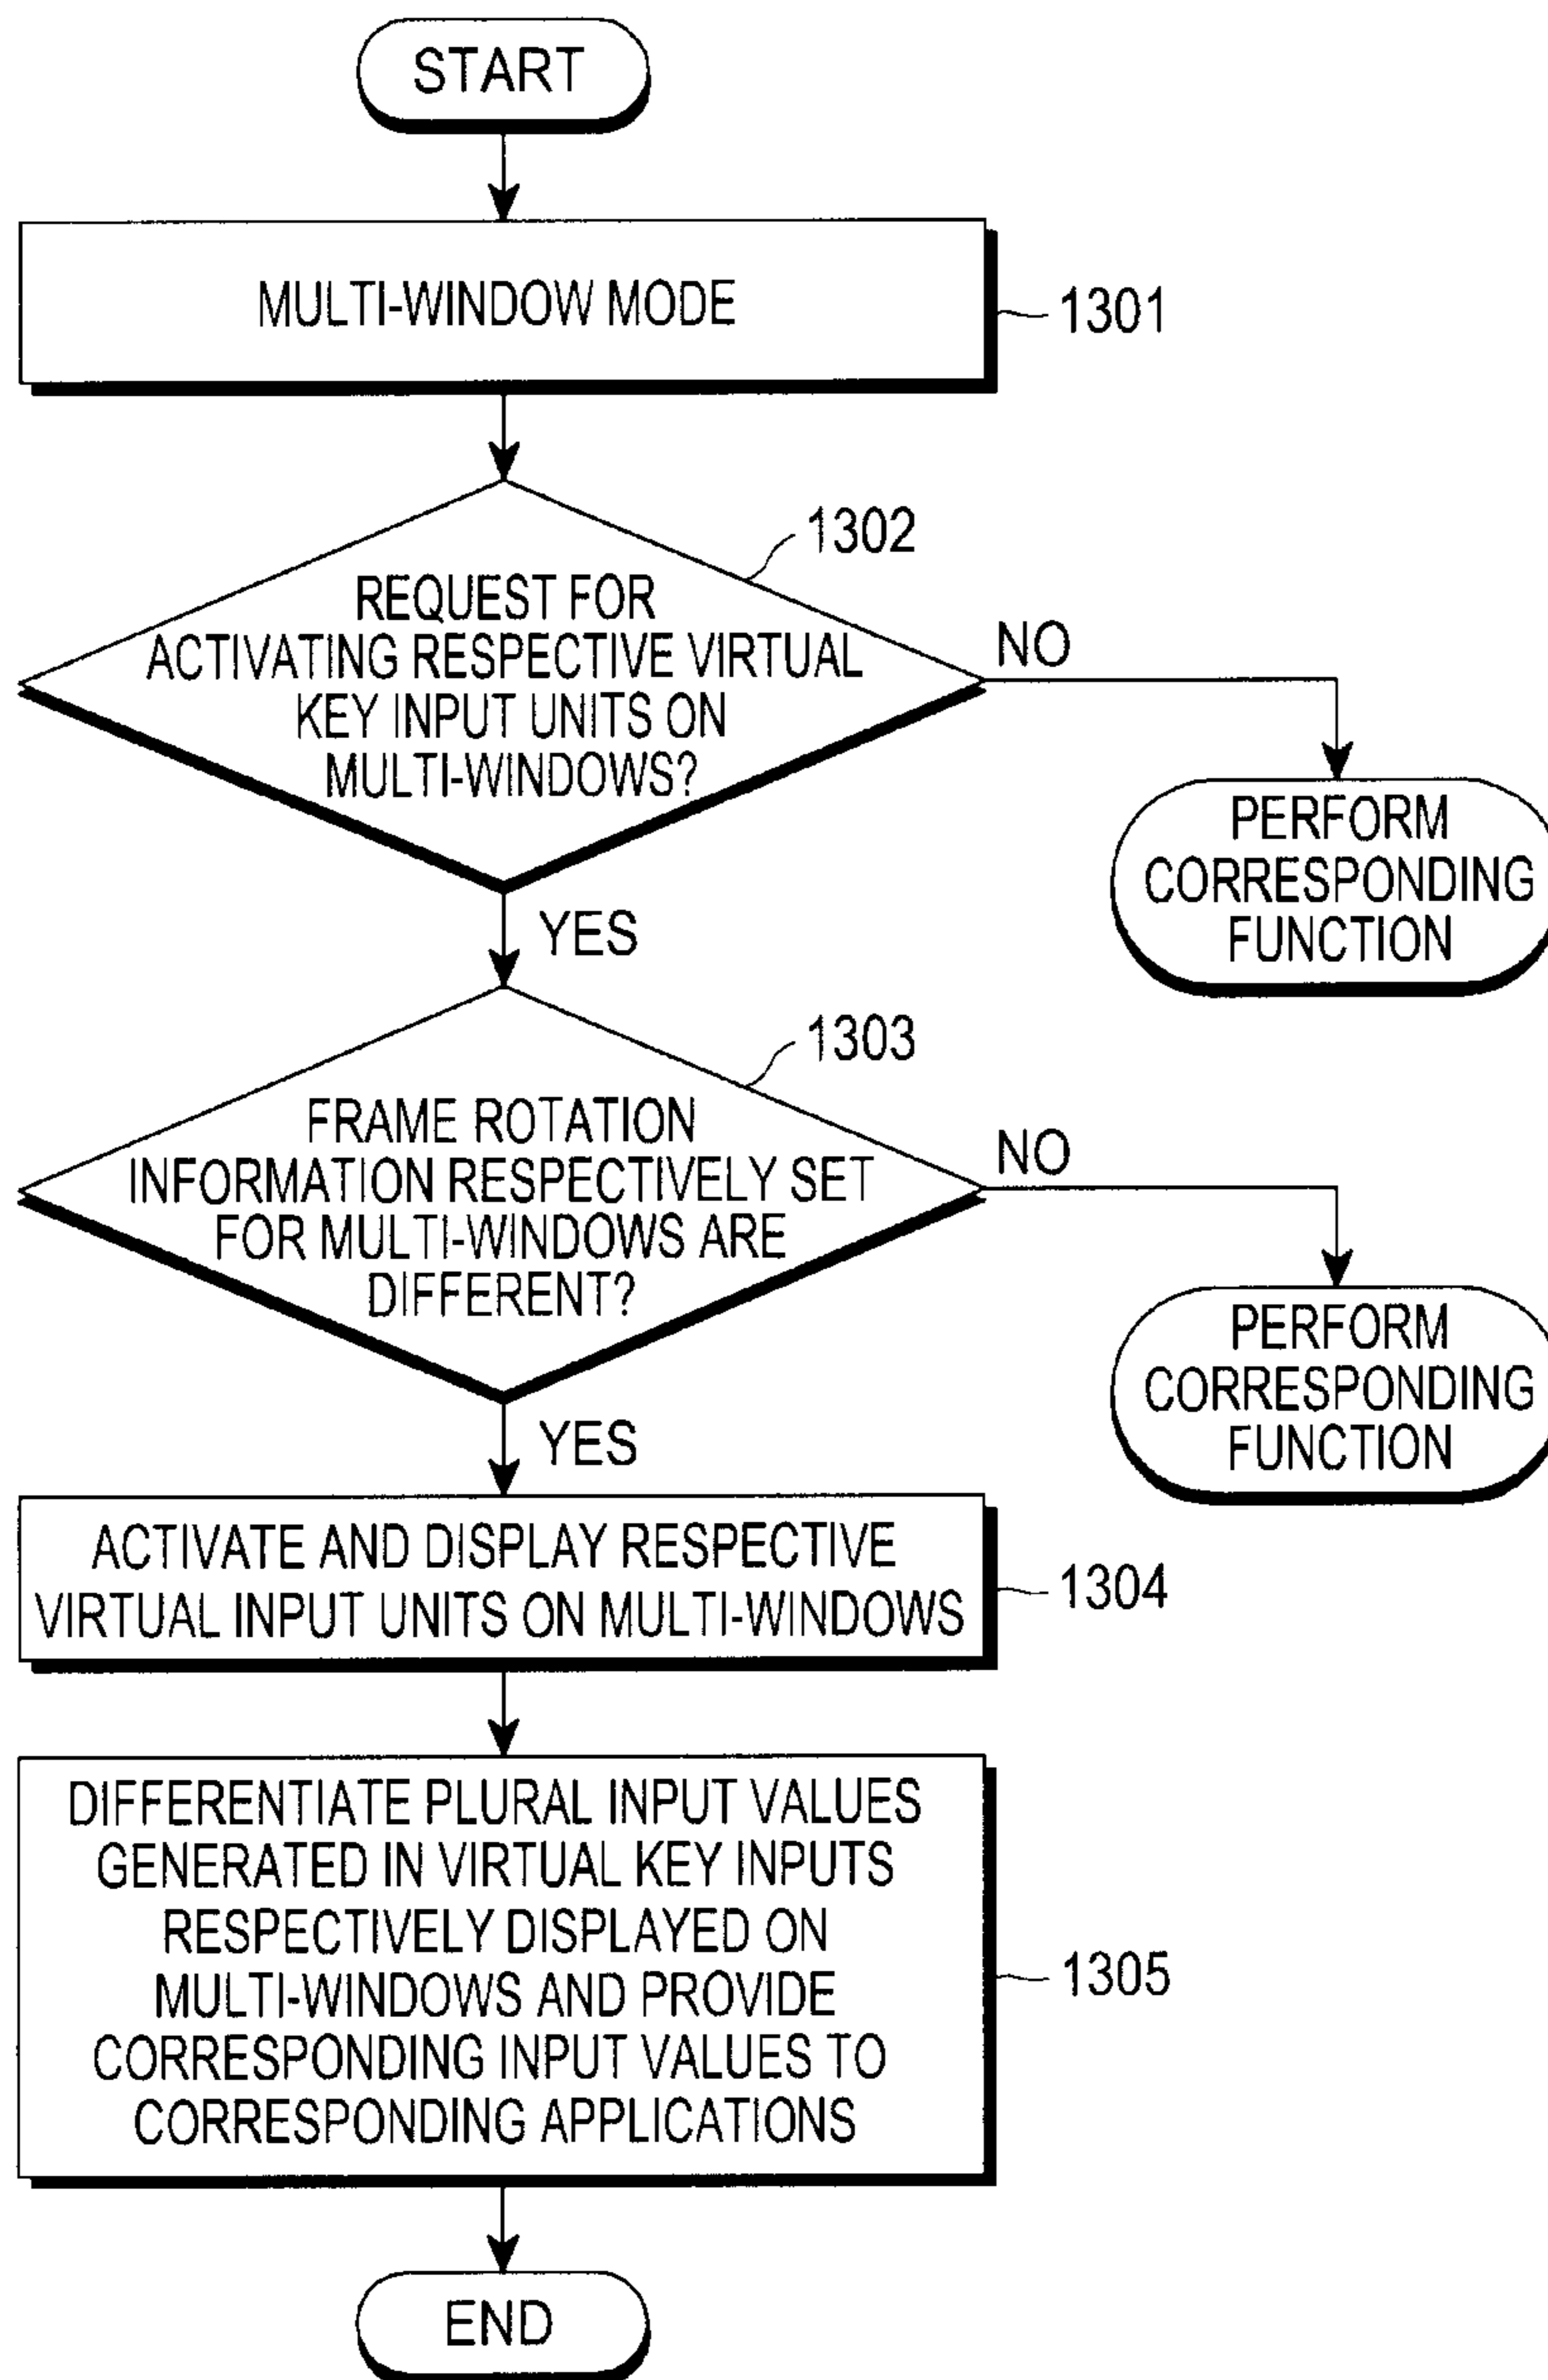 START
MULTI-WINDOW MODE
1301
1302
REQUEST FOR
ACTIVATING RESPECTIVE VIRTUAL
KEY INPUT UNITS ON
MULTI-WINDOWS?
NO
PERFORM
CORRESPONDING
FUNCTION
YES
1303
FRAME ROTATION
INFORMATION RESPECTIVELY SET
FOR MULTI-WINDOWS ARE
DIFFERENT?
NO
PERFORM
CORRESPONDING
FUNCTION
YES
ACTIVATE AND DISPLAY RESPECTIVE
VIRTUAL INPUT UNITS ON MULTI-WINDOWS
1304
DIFFERENTIATE PLURAL INPUT VALUES
GENERATED IN VIRTUAL KEY INPUTS
RESPECTIVELY DISPLAYED ON
MULTI-WINDOWS AND PROVIDE
CORRESPONDING INPUT VALUES TO
CORRESPONDING APPLICATIONS
1305
END